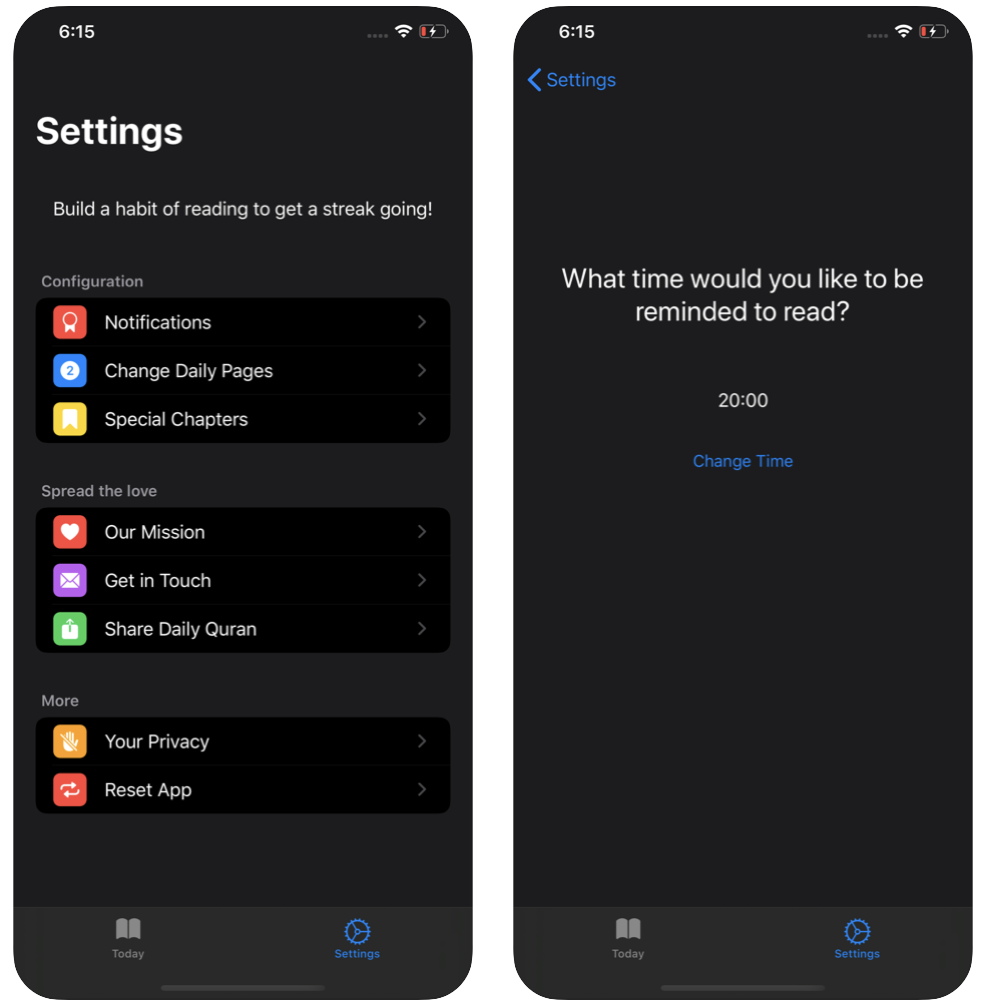 6:15
Settings
Build a habit of reading to get a streak going!
Configuration
Notifications
2
Change Daily Pages
Special Chapters
Spread the love
Our Mission
Get in Touch
Share Daily Quran
More
Your Privacy
Reset App
Today
Settings
6:15
Settings
What time would you like to be
reminded to read?
20:00
Change Time
Today
Settings